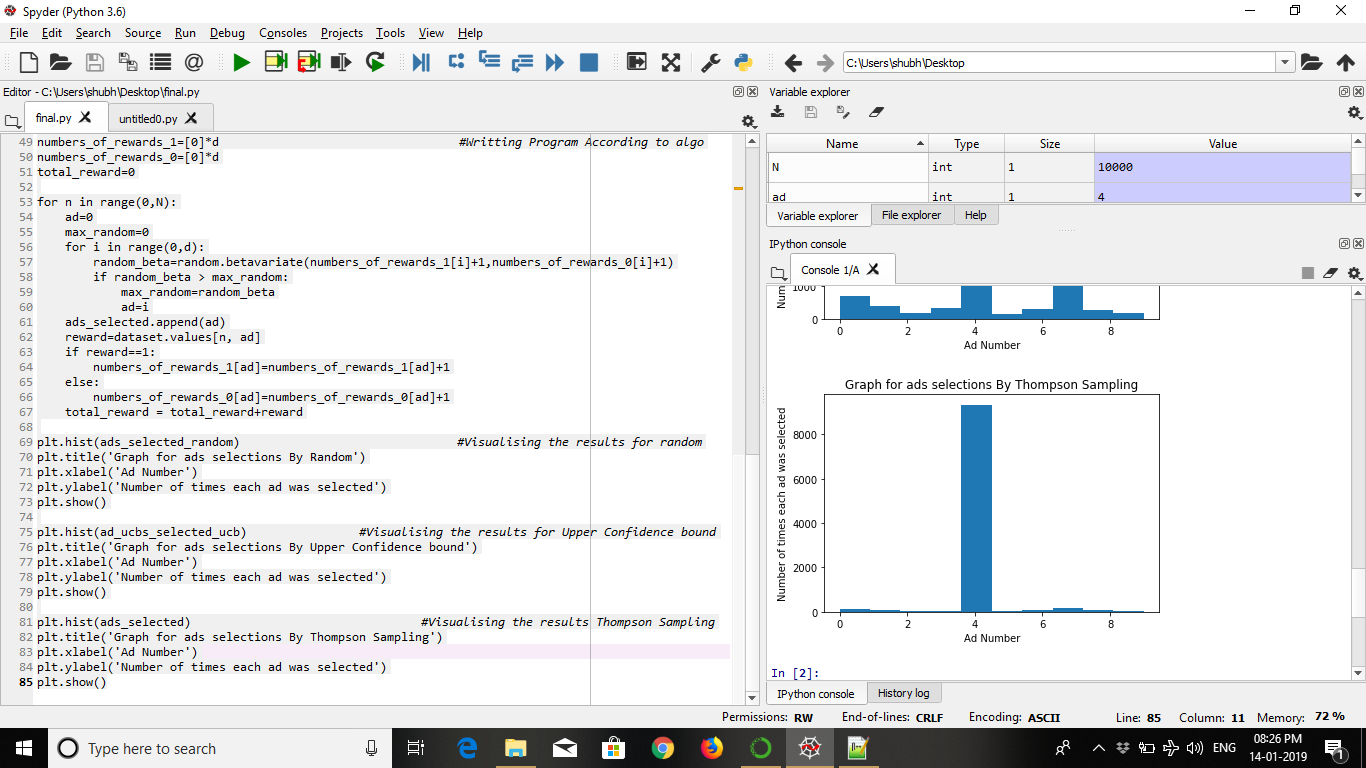 Spyder (Python 3.6)
File Edit Search Source Run Debug Consoles Projects Tools View Help
C:\Users\shubh\Desktop
Editor - C:\Users\shubh\Desktop\final.py
final.py untitled0.py
49 numbers_of_rewards_1=[0]*d #Writting Program According to algo
50 numbers_of_rewards_0=[0]*d
51 total_reward=0
52
53 for n in range(0,N):
54     ad=0
55     max_random=0
56     for i in range(0,d):
57         random_beta=random.betavariate(numbers_of_rewards_1[i]+1,numbers_of_rewards_0[i]+1)
58         if random_beta > max_random:
59             max_random=random_beta
60             ad=i
61     ads_selected.append(ad)
62     reward=dataset.values[n, ad]
63     if reward==1:
64         numbers_of_rewards_1[ad]=numbers_of_rewards_1[ad]+1
65     else:
66         numbers_of_rewards_0[ad]=numbers_of_rewards_0[ad]+1
67     total_reward = total_reward+reward
68
69 plt.hist(ads_selected_random) #Visualising the results for random
70 plt.title('Graph for ads selections By Random')
71 plt.xlabel('Ad Number')
72 plt.ylabel('Number of times each ad was selected')
73 plt.show()
74
75 plt.hist(ad_ucbs_selected_ucb) #Visualising the results for Upper Confidence bound
76 plt.title('Graph for ads selections By Upper Confidence bound')
77 plt.xlabel('Ad Number')
78 plt.ylabel('Number of times each ad was selected')
79 plt.show()
80
81 plt.hist(ads_selected) #Visualising the results Thompson Sampling
82 plt.title('Graph for ads selections By Thompson Sampling')
83 plt.xlabel('Ad Number')
84 plt.ylabel('Number of times each ad was selected')
85 plt.show()
Variable explorer
Name Type Size Value
N int 1 10000
ad int 1 4
Variable explorer File explorer Help
IPython console
Console 1/A
Num
1000
0
0 2 4 6 8
Ad Number
Graph for ads selections By Thompson Sampling
Number of times each ad was selected
8000
6000
4000
2000
0
0 2 4 6 8
Ad Number
In [2]:
IPython console History log
Permissions: RW End-of-lines: CRLF Encoding: ASCII Line: 85 Column: 11 Memory: 72 %
Type here to search
ENG
08:26 PM
14-01-2019
1